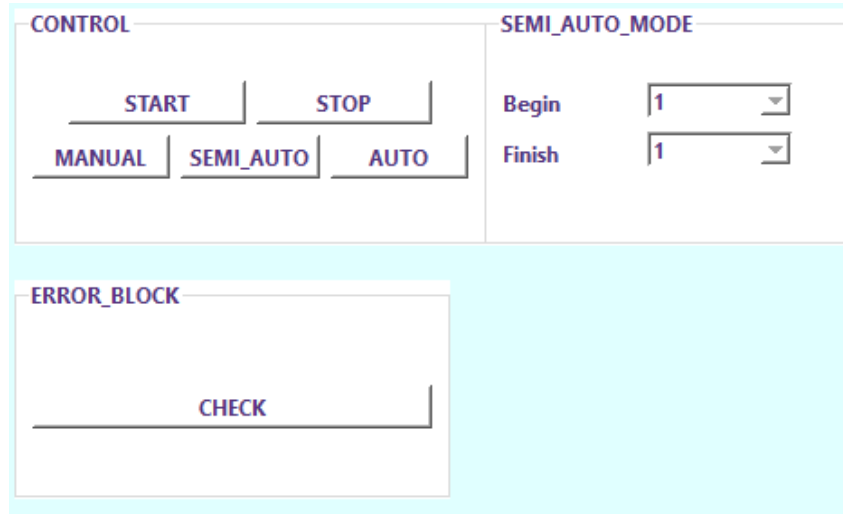 CONTROL
START STOP
MANUAL SEMI_AUTO AUTO
SEMI_AUTO_MODE
Begin 1
Finish 1
ERROR_BLOCK
CHECK